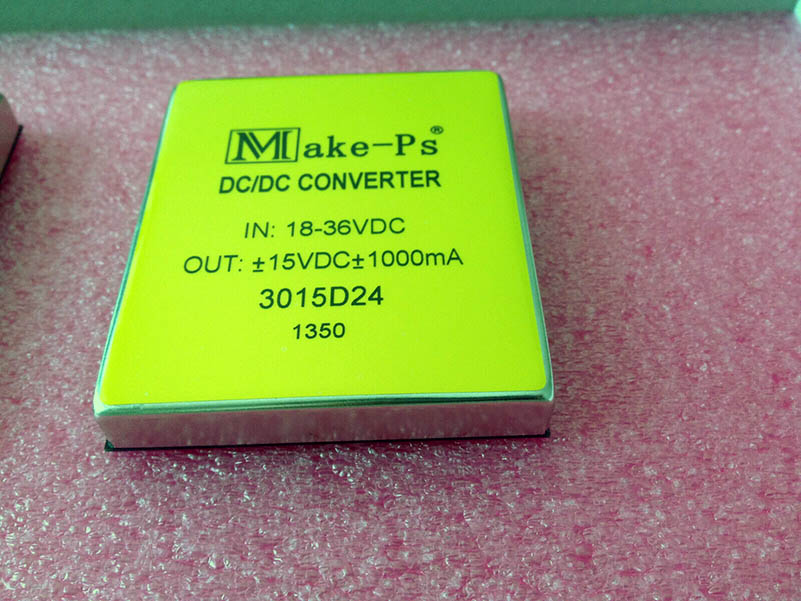 Make-Ps®
DC/DC CONVERTER
IN: 18-36VDC
OUT: ±15VDC±1000mA
3015D24
1350